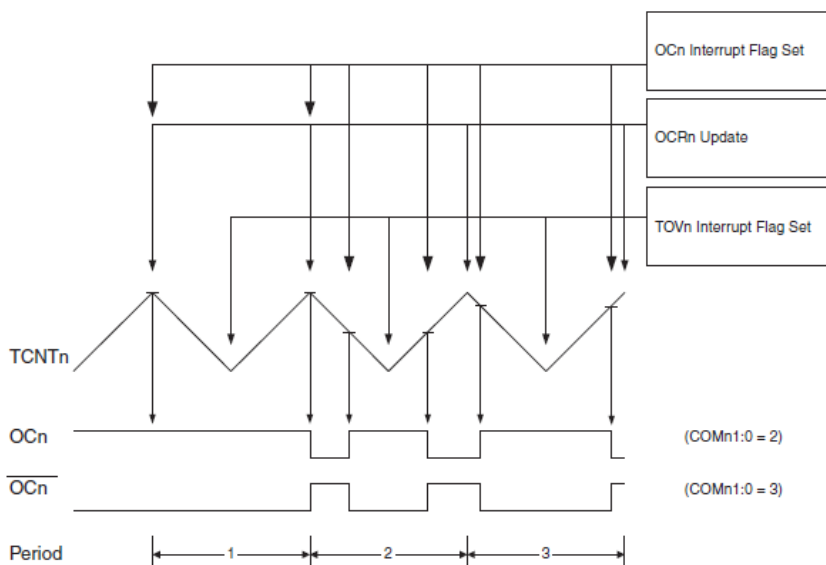 OCn Interrupt Flag Set
OCRn Update
TOVn Interrupt Flag Set
TCNTn
OCn
(COMn1:0 = 2)
OCn
(COMn1:0 = 3)
Period
1
2
3